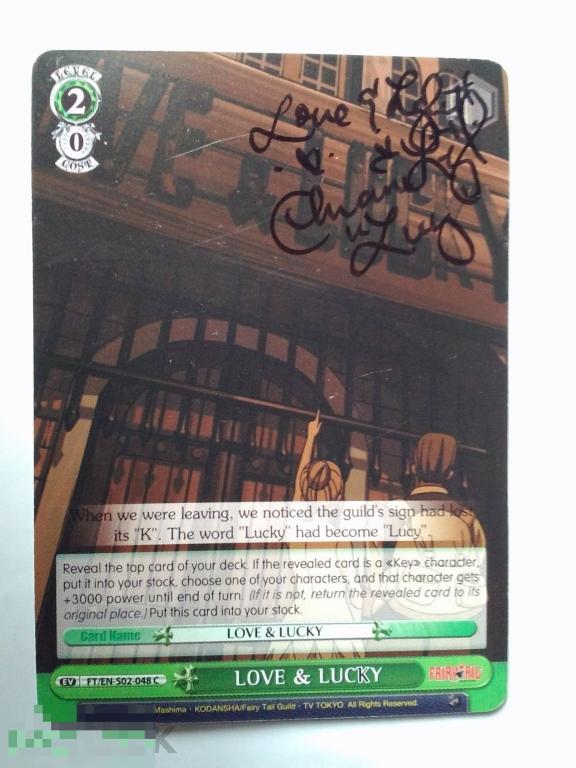 LEVEL
2
0
COST
Love &
Lucy
When we were leaving, we noticed the guild's sign had lost
its "K". The word "Lucky" had become "Lucy"
Reveal the top card of your deck. If the revealed card is a «Key» character,
put it into your stock, choose one of your characters, and that character gets
+3000 power until end of turn. (If it is not, return the revealed card to its
original place.) Put this card into your stock.
Card Name LOVE & LUCKY
EV FT/EN-S02-048 C LOVE & LUCKY FAIRY TAIL
Mashima · KODANSHA/Fairy Tail Guild · TV TOKYO All Rights Reserved.